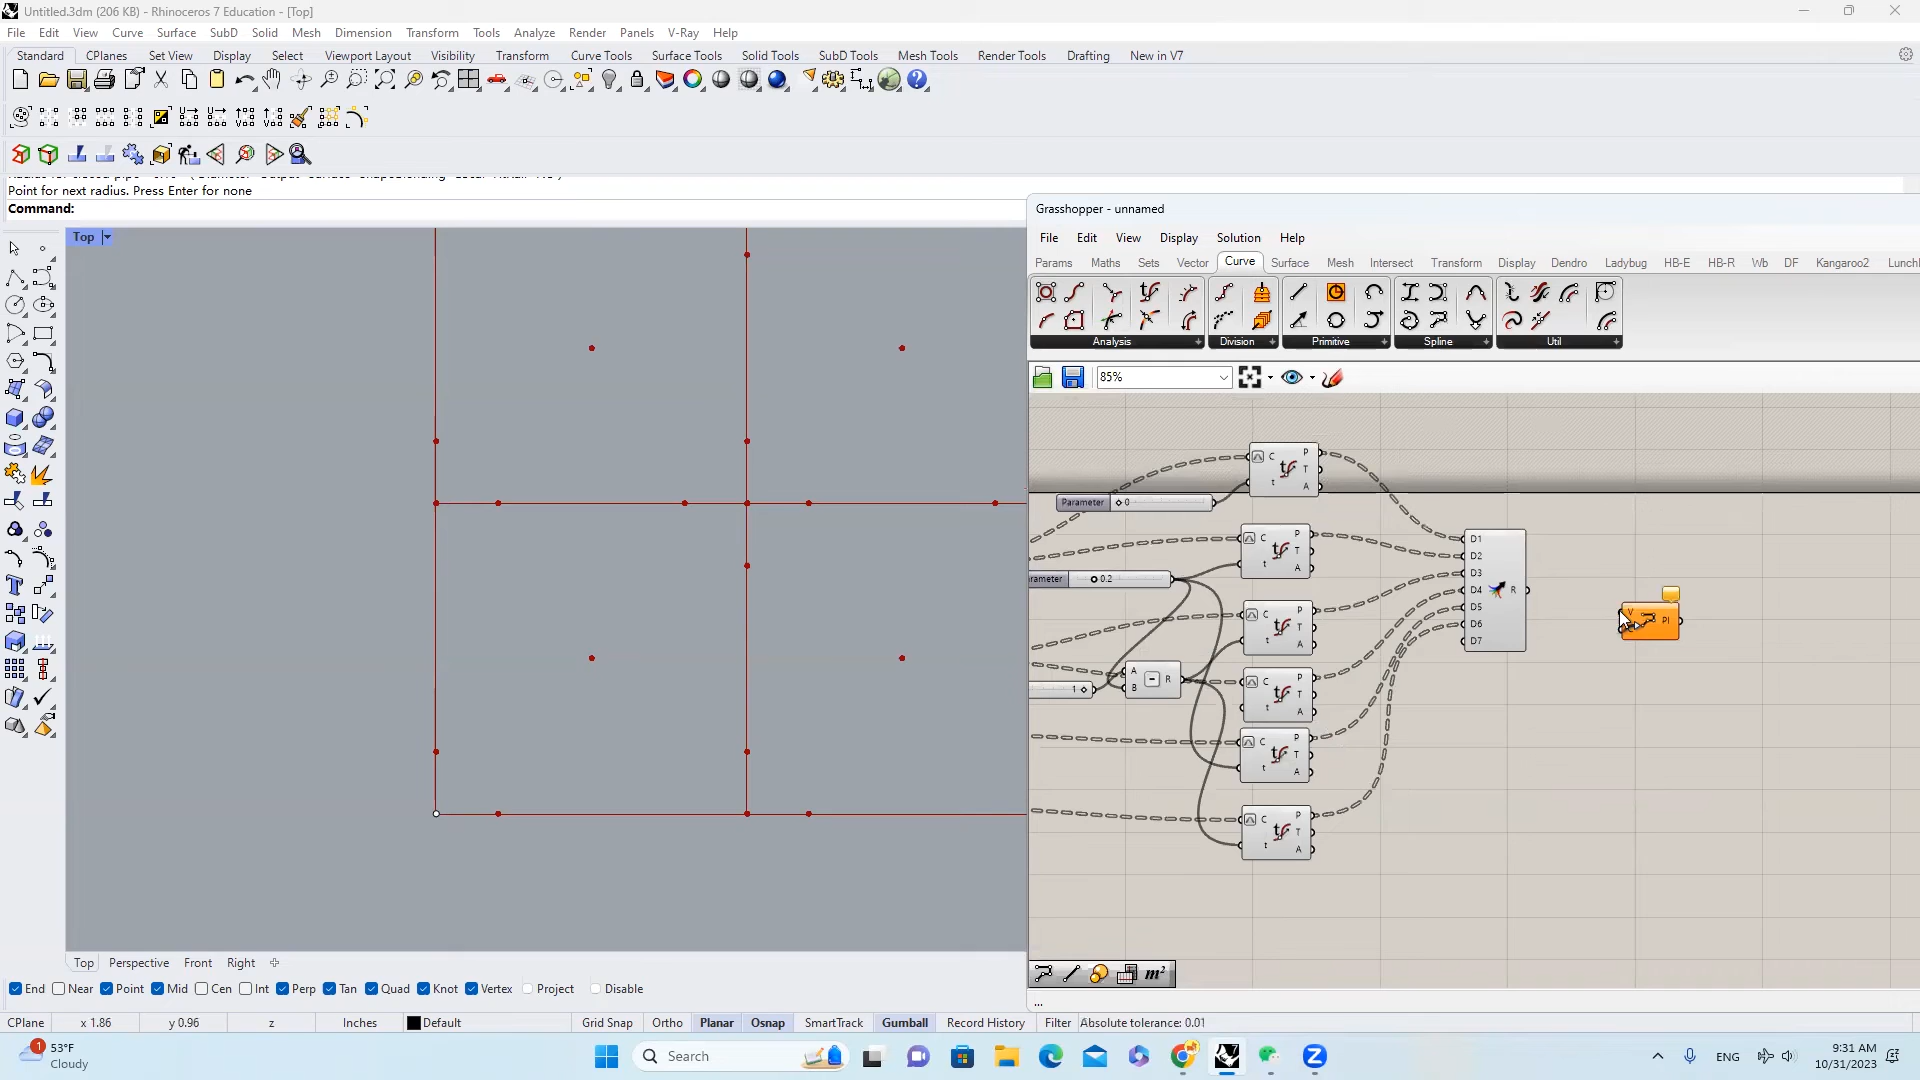 Untitled.3dm (206 KB) - Rhinoceros 7 Education - [Top]
File Edit View Curve Surface SubD Solid Mesh Dimension Transform Tools Analyze Render Panels V-Ray Help
Standard CPlanes Set View Display Select Viewport Layout Visibility Transform Curve Tools Surface Tools Solid Tools SubD Tools Mesh Tools Render Tools Drafting New in V7
Point for next radius. Press Enter for none
Command:
Top
Grasshopper - unnamed
File Edit View Display Solution Help
Params Maths Sets Vector Curve Surface Mesh Intersect Transform Display Dendro Ladybug HB-E HB-R Wb DF Kangaroo2 Lunch
Analysis Division Primitive Spline Util
85%
C t P T A
Parameter 0
C t P T A
D1
D2
D3
D4
D5
D6
D7
R
rameter 0.2
C t P T A
V
Pl
A
B
R
1
C t P T A
C t P T A
C t P T A
m²
...
Top Perspective Front Right
End Near Point Mid Cen Int Perp Tan Quad Knot Vertex Project Disable
CPlane x 1.86 y 0.96 z Inches Default Grid Snap Ortho Planar Osnap SmartTrack Gumball Record History Filter Absolute tolerance: 0.01
1
53°F
Cloudy
Search
ENG
9:31 AM
10/31/2023